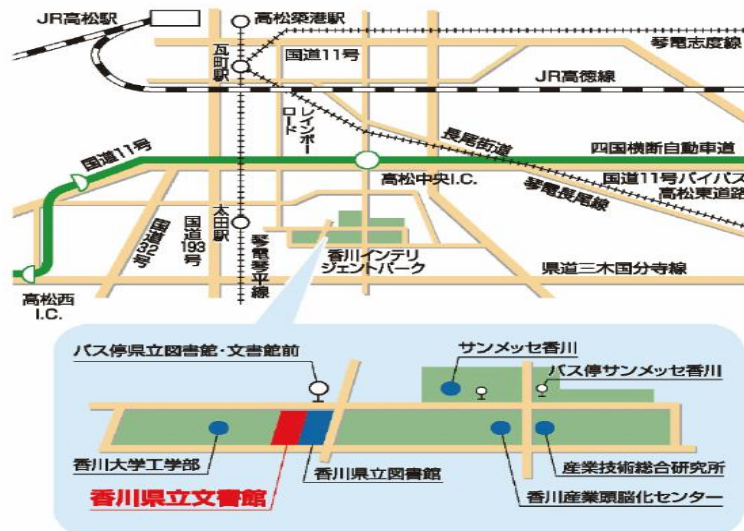 JR高松駅
高松築港駅
瓦町駅
国道11号
琴電志度線
JR高徳線
レインボーロード
長尾街道
四国横断自動車道
国道11号
高松中央I.C.
国道11号バイパス
高松東道路
琴電長尾線
国道32号
国道193号
太田駅
琴電琴平線
香川インテリ
ジェントパーク
県道三木国分寺線
高松西
I.C.
バス停県立図書館・文書館前
サンメッセ香川
バス停サンメッセ香川
香川大学工学部
香川県立図書館
産業技術総合研究所
香川県立文書館
香川産業頭脳化センター